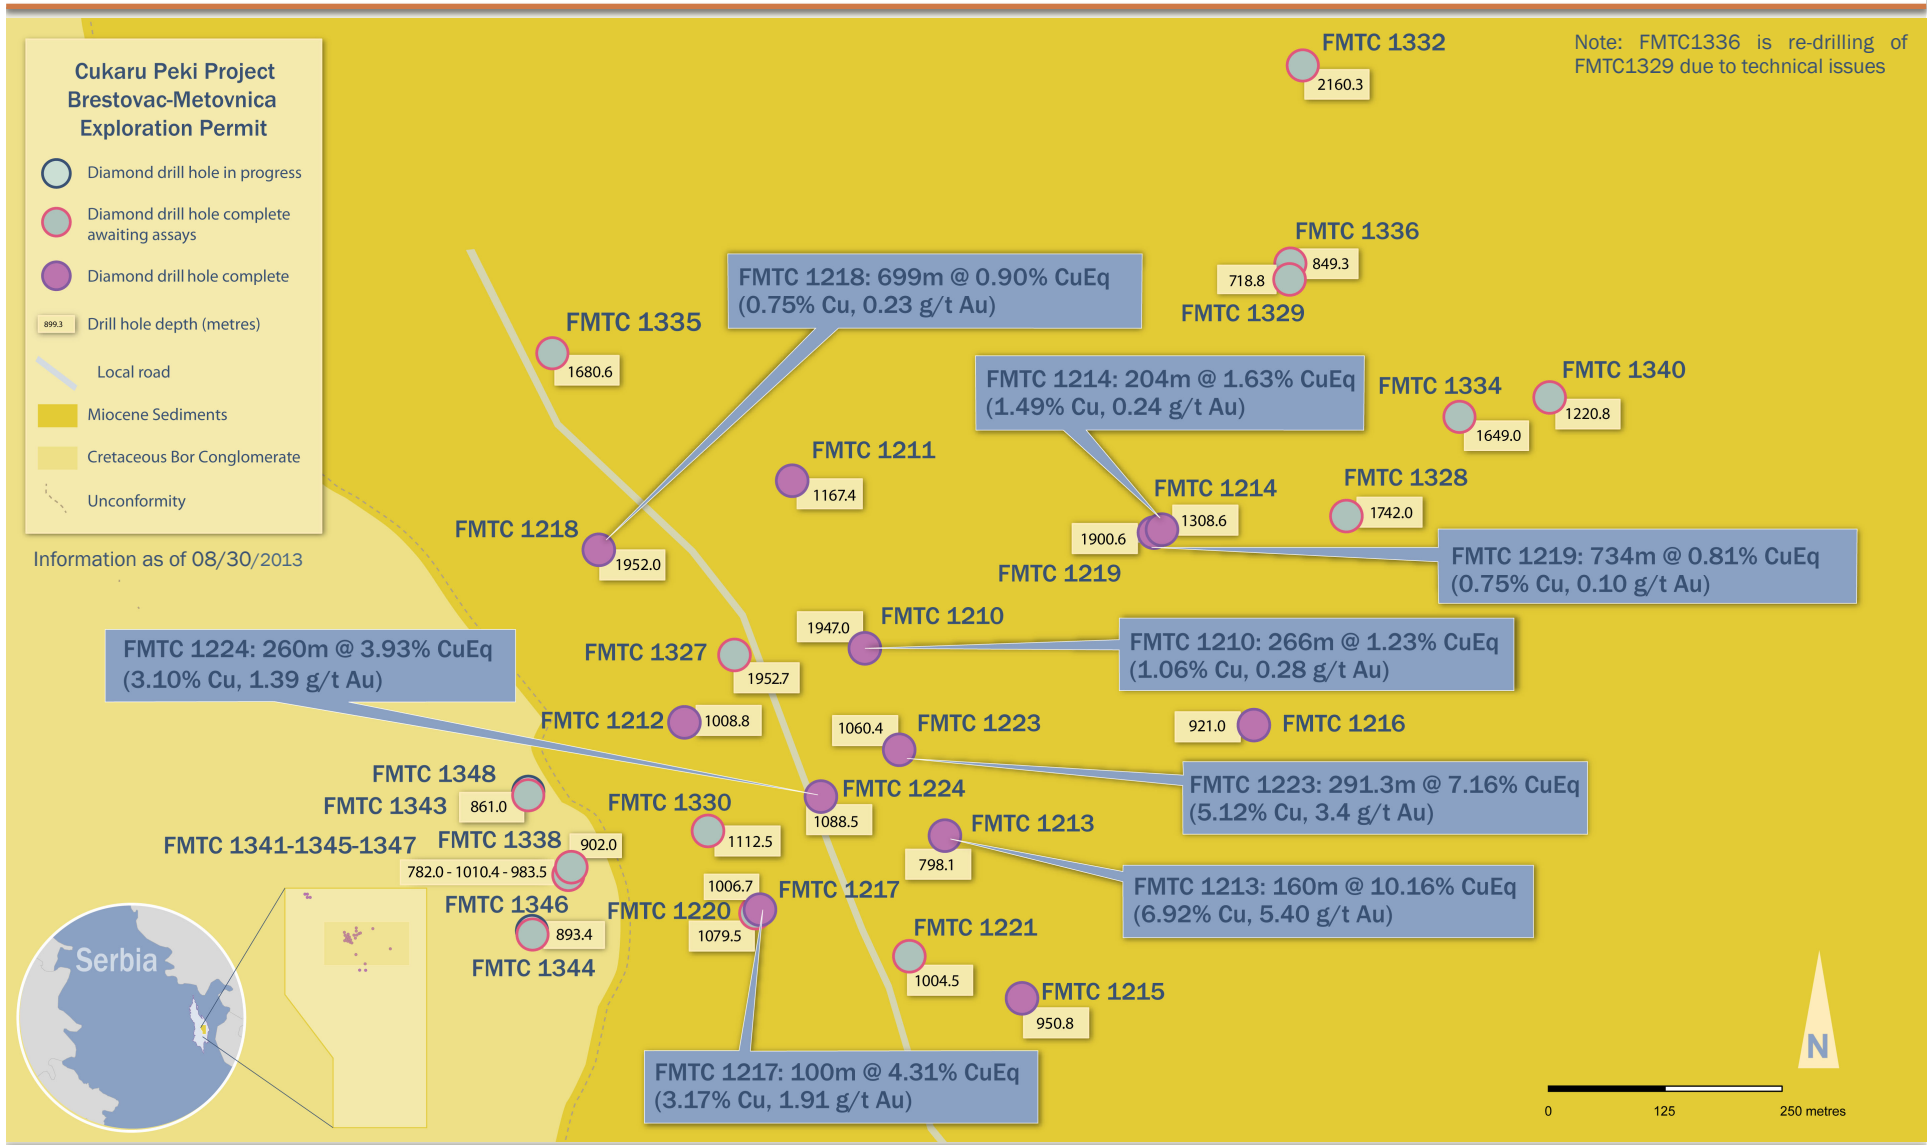 Cukaru Peki Project
Brestovac-Metovnica
Exploration Permit
Diamond drill hole in progress
Diamond drill hole complete
awaiting assays
Diamond drill hole complete
899.3
Drill hole depth (metres)
Local road
Miocene Sediments
Cretaceous Bor Conglomerate
Unconformity
Information as of 08/30/2013
Note: FMTC1336 is re-drilling of
FMTC1329 due to technical issues
FMTC 1332
2160.3
FMTC 1336
849.3
718.8
FMTC 1329
FMTC 1218: 699m @ 0.90% CuEq
(0.75% Cu, 0.23 g/t Au)
FMTC 1335
1680.6
FMTC 1214: 204m @ 1.63% CuEq
(1.49% Cu, 0.24 g/t Au)
FMTC 1334
1649.0
FMTC 1340
1220.8
FMTC 1211
1167.4
FMTC 1328
1742.0
FMTC 1214
1308.6
1900.6
FMTC 1219
FMTC 1218
1952.0
FMTC 1219: 734m @ 0.81% CuEq
(0.75% Cu, 0.10 g/t Au)
1947.0
FMTC 1210
FMTC 1210: 266m @ 1.23% CuEq
(1.06% Cu, 0.28 g/t Au)
FMTC 1224: 260m @ 3.93% CuEq
(3.10% Cu, 1.39 g/t Au)
FMTC 1327
1952.7
FMTC 1212
1008.8
1060.4
FMTC 1223
921.0
FMTC 1216
FMTC 1223: 291.3m @ 7.16% CuEq
(5.12% Cu, 3.4 g/t Au)
FMTC 1348
FMTC 1343
861.0
FMTC 1224
1088.5
FMTC 1330
1112.5
FMTC 1213
798.1
FMTC 1341-1345-1347
FMTC 1338
902.0
782.0 - 1010.4 - 983.5
FMTC 1213: 160m @ 10.16% CuEq
(6.92% Cu, 5.40 g/t Au)
1006.7
FMTC 1217
FMTC 1220
1079.5
FMTC 1346
893.4
FMTC 1344
FMTC 1221
1004.5
FMTC 1215
950.8
Serbia
FMTC 1217: 100m @ 4.31% CuEq
(3.17% Cu, 1.91 g/t Au)
N
0 125 250 metres